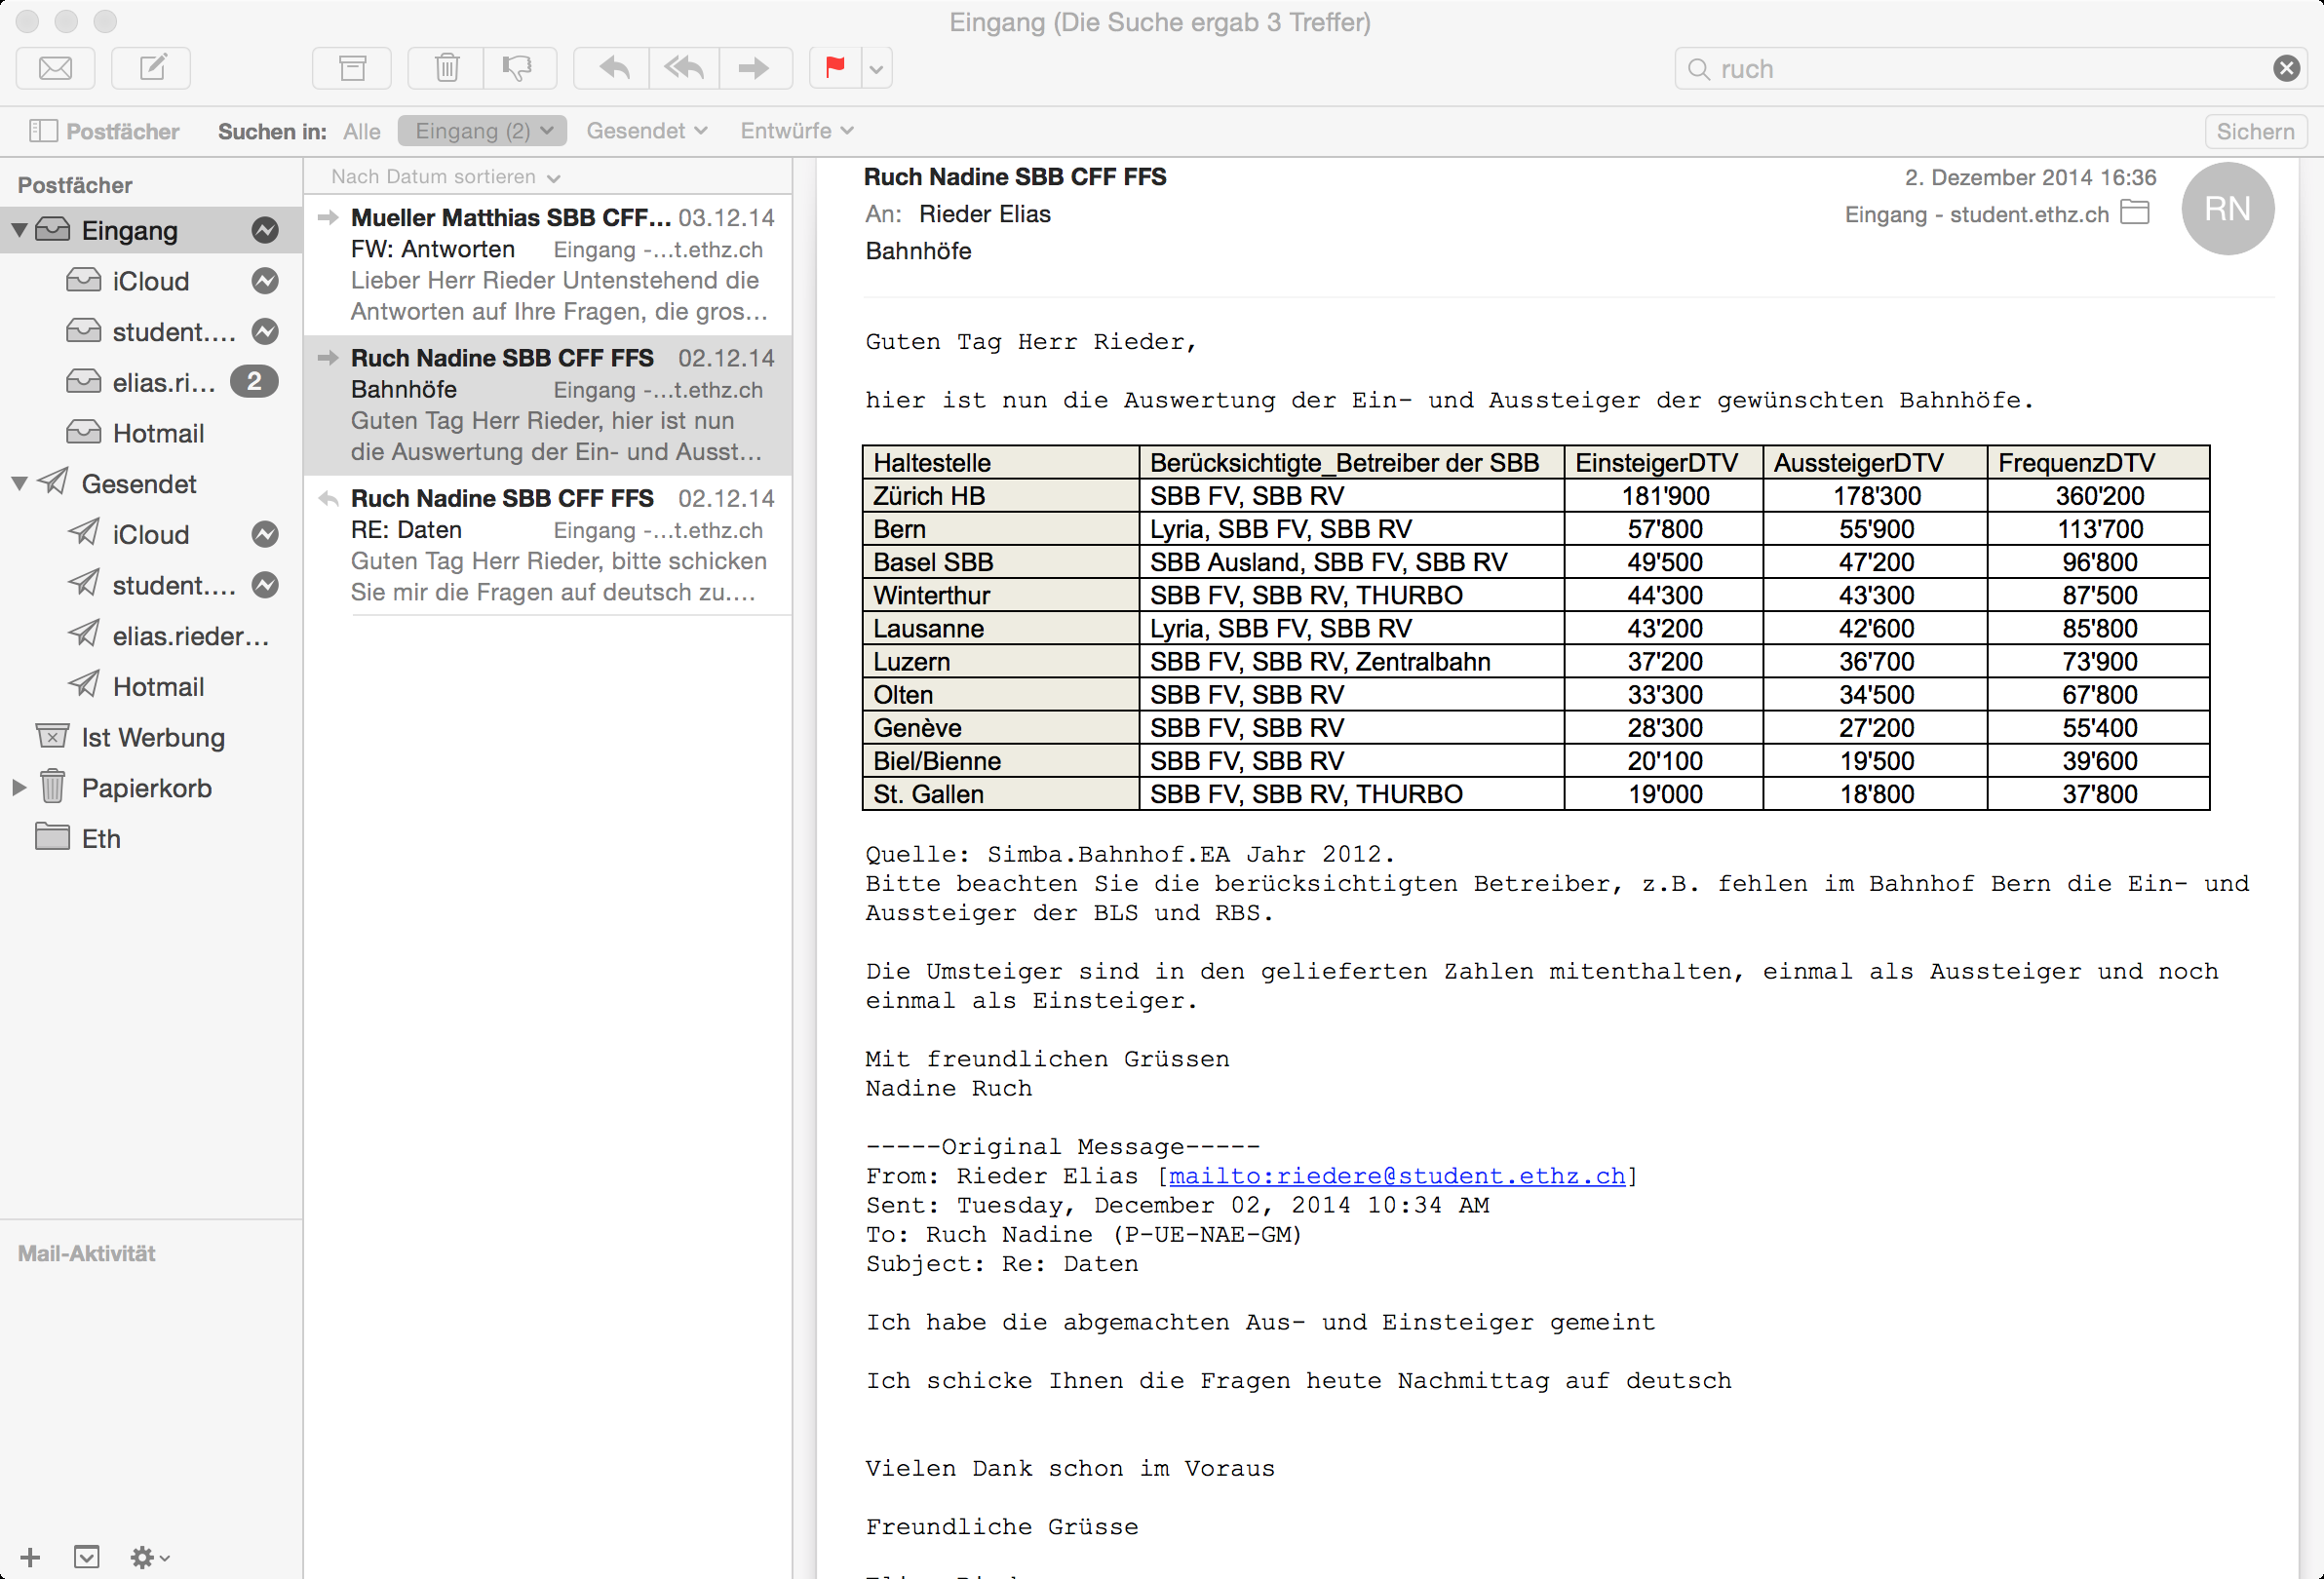 Eingang (Die Suche ergab 3 Treffer)
ruch
Postfächer Suchen in: Alle Eingang (2) Gesendet Entwürfe Sichern
Postfächer
Eingang
iCloud
student....
elias.ri... 2
Hotmail
Gesendet
iCloud
student....
elias.rieder...
Hotmail
Ist Werbung
Papierkorb
Eth
Mail-Aktivität
Nach Datum sortieren
Mueller Matthias SBB CFF... 03.12.14
FW: Antworten Eingang -...t.ethz.ch
Lieber Herr Rieder Untenstehend die
Antworten auf Ihre Fragen, die gros...
Ruch Nadine SBB CFF FFS 02.12.14
Bahnhöfe Eingang -...t.ethz.ch
Guten Tag Herr Rieder, hier ist nun
die Auswertung der Ein- und Ausst...
Ruch Nadine SBB CFF FFS 02.12.14
RE: Daten Eingang -...t.ethz.ch
Guten Tag Herr Rieder, bitte schicken
Sie mir die Fragen auf deutsch zu....
Ruch Nadine SBB CFF FFS 2. Dezember 2014 16:36
An: Rieder Elias Eingang - student.ethz.ch
RN
Bahnhöfe
Guten Tag Herr Rieder,
hier ist nun die Auswertung der Ein- und Aussteiger der gewünschten Bahnhöfe.
Haltestelle Berücksichtigte_Betreiber der SBB EinsteigerDTV AussteigerDTV FrequenzDTV
Zürich HB SBB FV, SBB RV 181'900 178'300 360'200
Bern Lyria, SBB FV, SBB RV 57'800 55'900 113'700
Basel SBB SBB Ausland, SBB FV, SBB RV 49'500 47'200 96'800
Winterthur SBB FV, SBB RV, THURBO 44'300 43'300 87'500
Lausanne Lyria, SBB FV, SBB RV 43'200 42'600 85'800
Luzern SBB FV, SBB RV, Zentralbahn 37'200 36'700 73'900
Olten SBB FV, SBB RV 33'300 34'500 67'800
Genève SBB FV, SBB RV 28'300 27'200 55'400
Biel/Bienne SBB FV, SBB RV 20'100 19'500 39'600
St. Gallen SBB FV, SBB RV, THURBO 19'000 18'800 37'800
Quelle: Simba.Bahnhof.EA Jahr 2012.
Bitte beachten Sie die berücksichtigten Betreiber, z.B. fehlen im Bahnhof Bern die Ein- und
Aussteiger der BLS und RBS.
Die Umsteiger sind in den gelieferten Zahlen mitenthalten, einmal als Aussteiger und noch
einmal als Einsteiger.
Mit freundlichen Grüssen
Nadine Ruch
-----Original Message-----
From: Rieder Elias [mailto:riedere@student.ethz.ch]
Sent: Tuesday, December 02, 2014 10:34 AM
To: Ruch Nadine (P-UE-NAE-GM)
Subject: Re: Daten
Ich habe die abgemachten Aus- und Einsteiger gemeint
Ich schicke Ihnen die Fragen heute Nachmittag auf deutsch
Vielen Dank schon im Voraus
Freundliche Grüsse